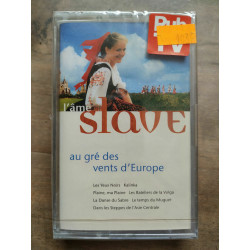 Pub
TV
l'âme
slave
au gré des
vents d'Europe
Les Yeux Noirs Kalinka
Plaine, ma Plaine Les Bateliers de la Volga
La Danse du Sabre Le temps du Muguet
Dans les Steppes de l'Asie Centrale